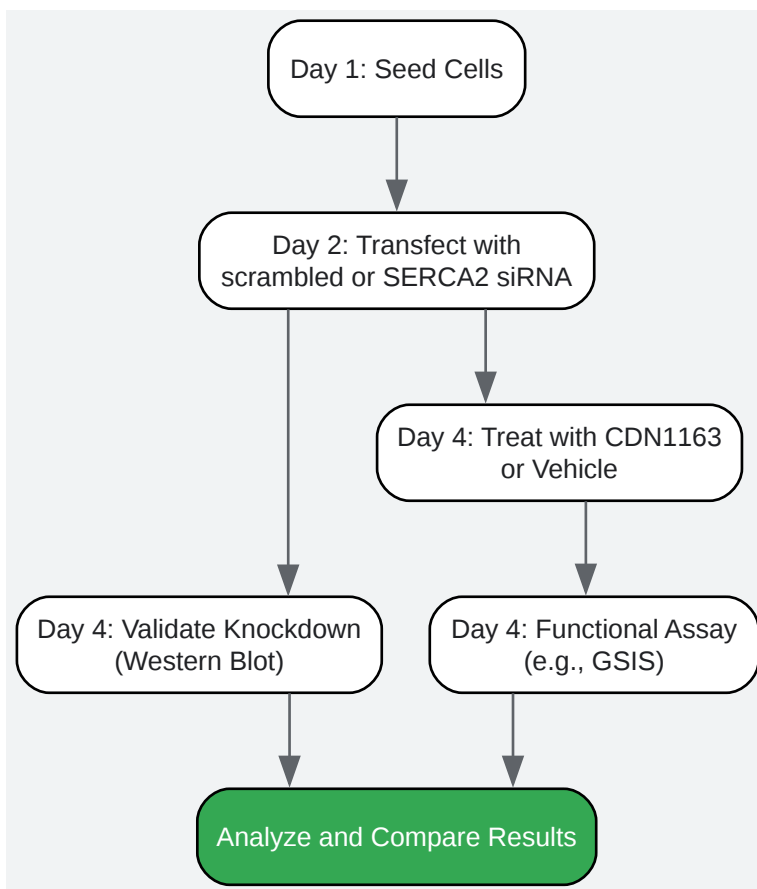 Day 1: Seed Cells
Day 2: Transfect with
scrambled or SERCA2 siRNA
Day 4: Treat with CDN1163
or Vehicle
Day 4: Validate Knockdown
(Western Blot)
Day 4: Functional Assay
(e.g., GSIS)
Analyze and Compare Results